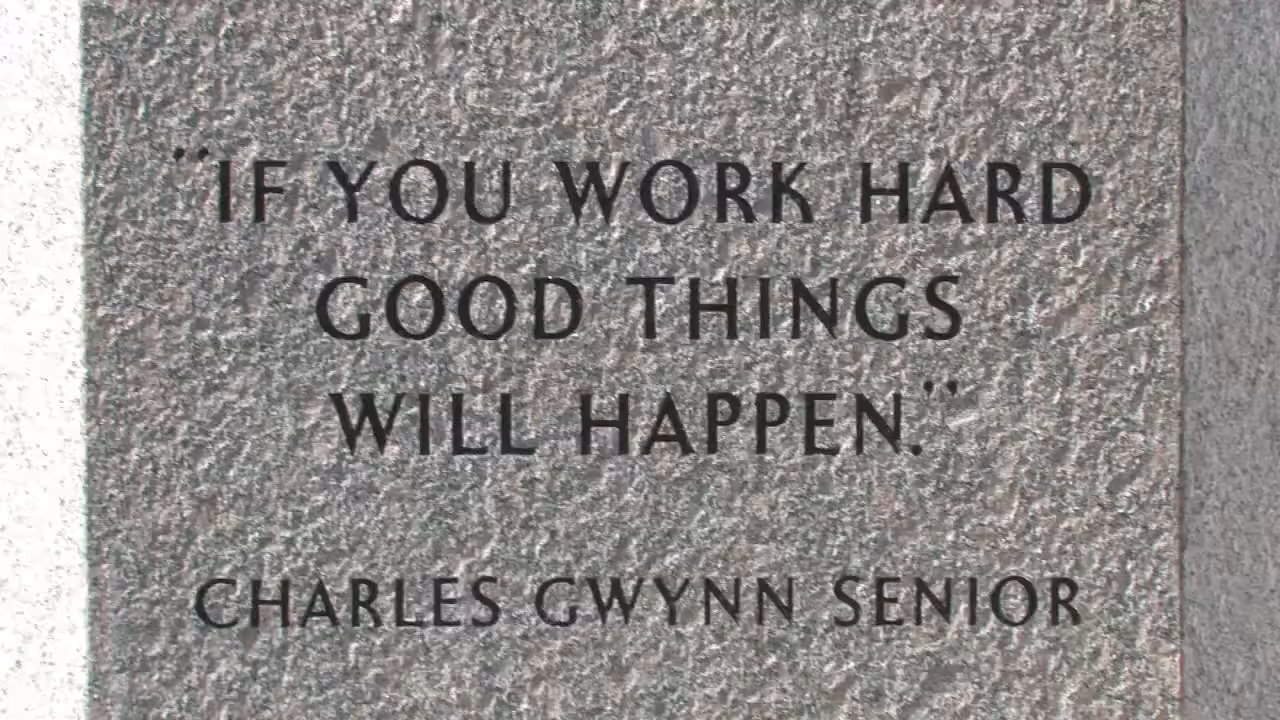 "IF YOU WORK HARD
GOOD THINGS
WILL HAPPEN."
CHARLES GWYNN SENIOR